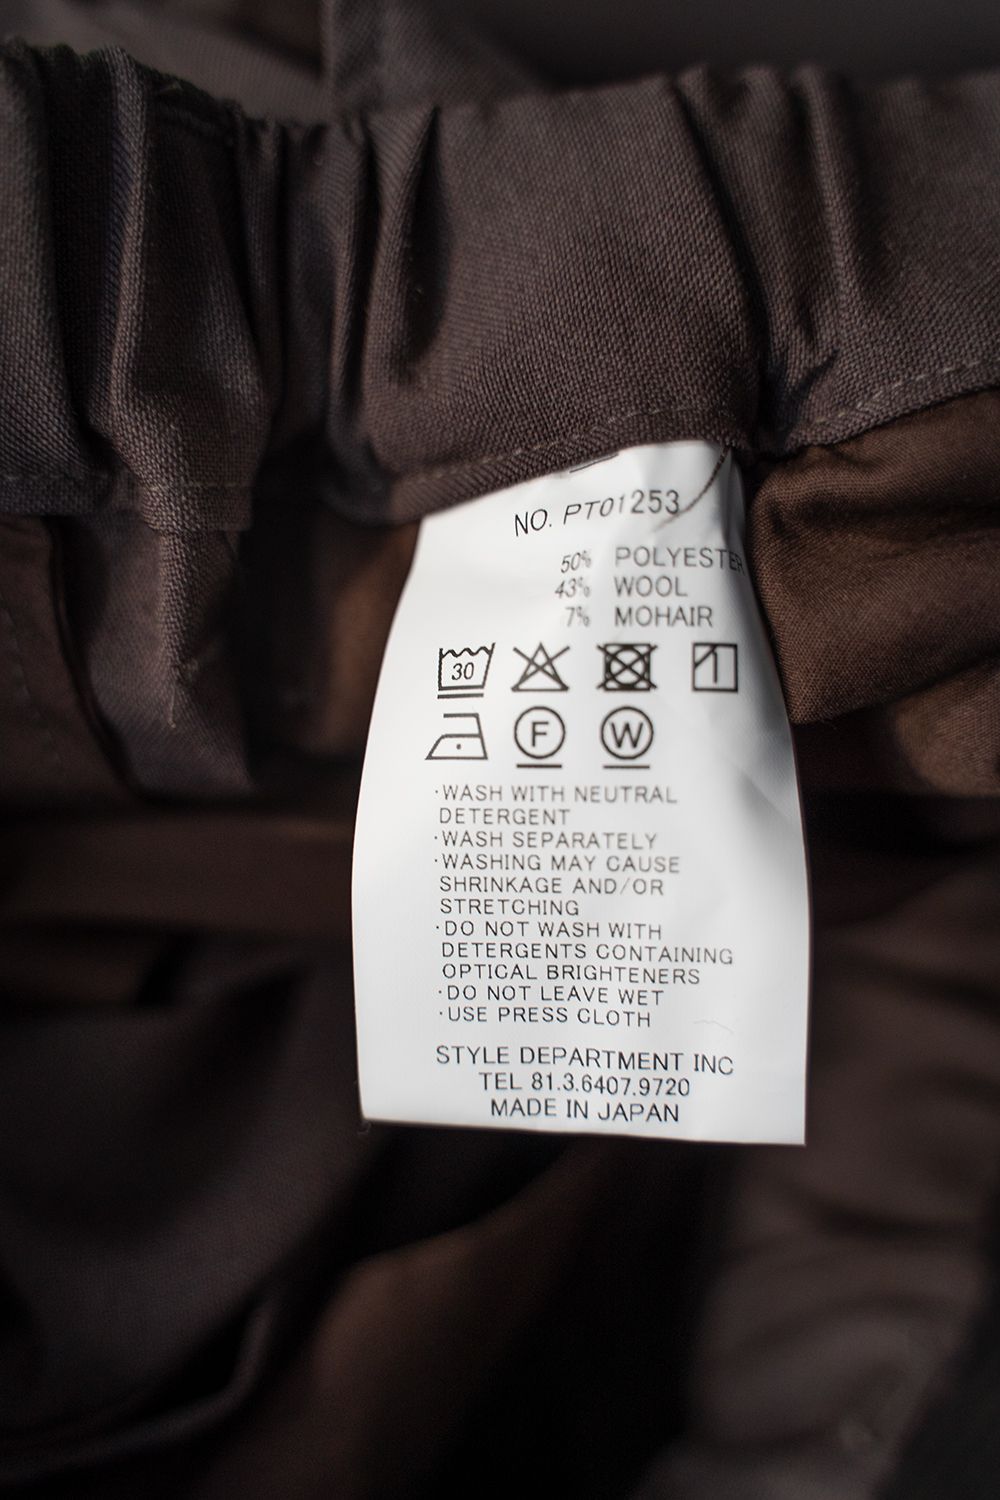 NO. PT01253
50% POLYESTER
43% WOOL
7% MOHAIR
30
F W
·WASH WITH NEUTRAL
DETERGENT
·WASH SEPARATELY
·WASHING MAY CAUSE
SHRINKAGE AND/OR
STRETCHING
·DO NOT WASH WITH
DETERGENTS CONTAINING
OPTICAL BRIGHTENERS
·DO NOT LEAVE WET
·USE PRESS CLOTH
STYLE DEPARTMENT INC
TEL 81.3.6407.9720
MADE IN JAPAN